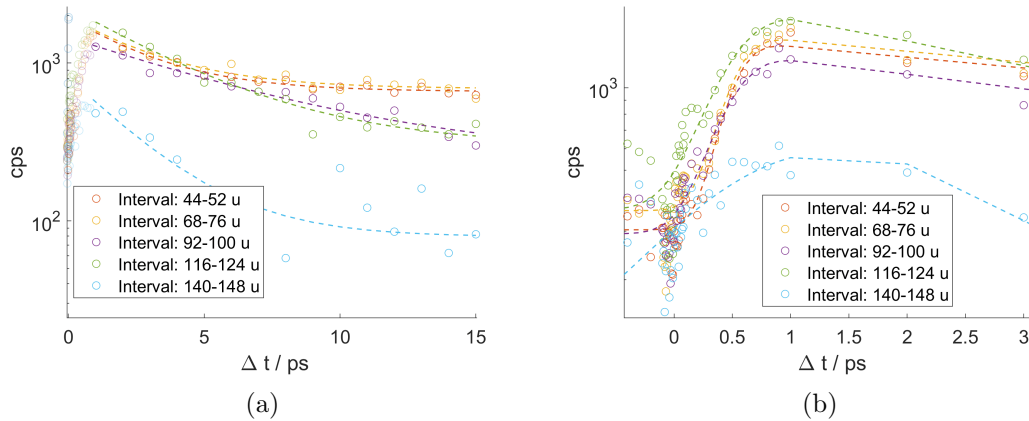 cps
10^3
10^2
0
5
10
15
Δ t / ps
Interval: 44-52 u
Interval: 68-76 u
Interval: 92-100 u
Interval: 116-124 u
Interval: 140-148 u
(a)
cps
10^3
0
0.5
1
1.5
2
2.5
3
Δ t / ps
Interval: 44-52 u
Interval: 68-76 u
Interval: 92-100 u
Interval: 116-124 u
Interval: 140-148 u
(b)